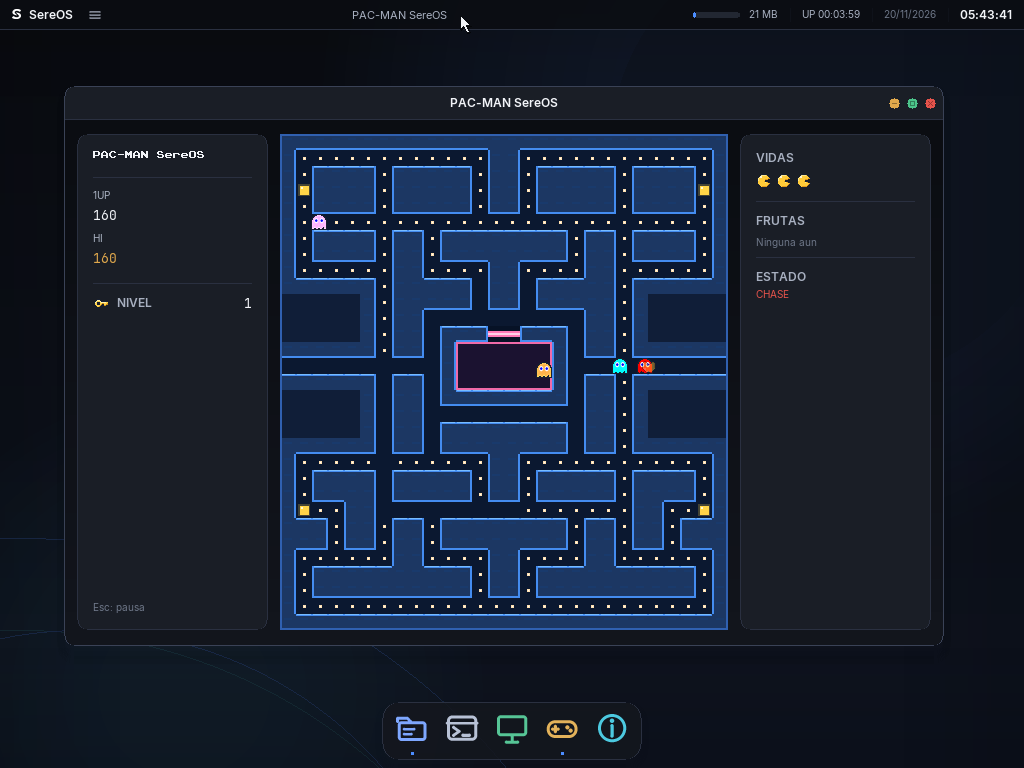 SereOS
PAC-MAN SereOS
21 MB
UP 00:03:59
20/11/2026
05:43:41
PAC-MAN SereOS
PAC-MAN SereOS
1UP
160
HI
160
NIVEL
1
Esc: pausa
VIDAS
FRUTAS
Ninguna aun
ESTADO
CHASE